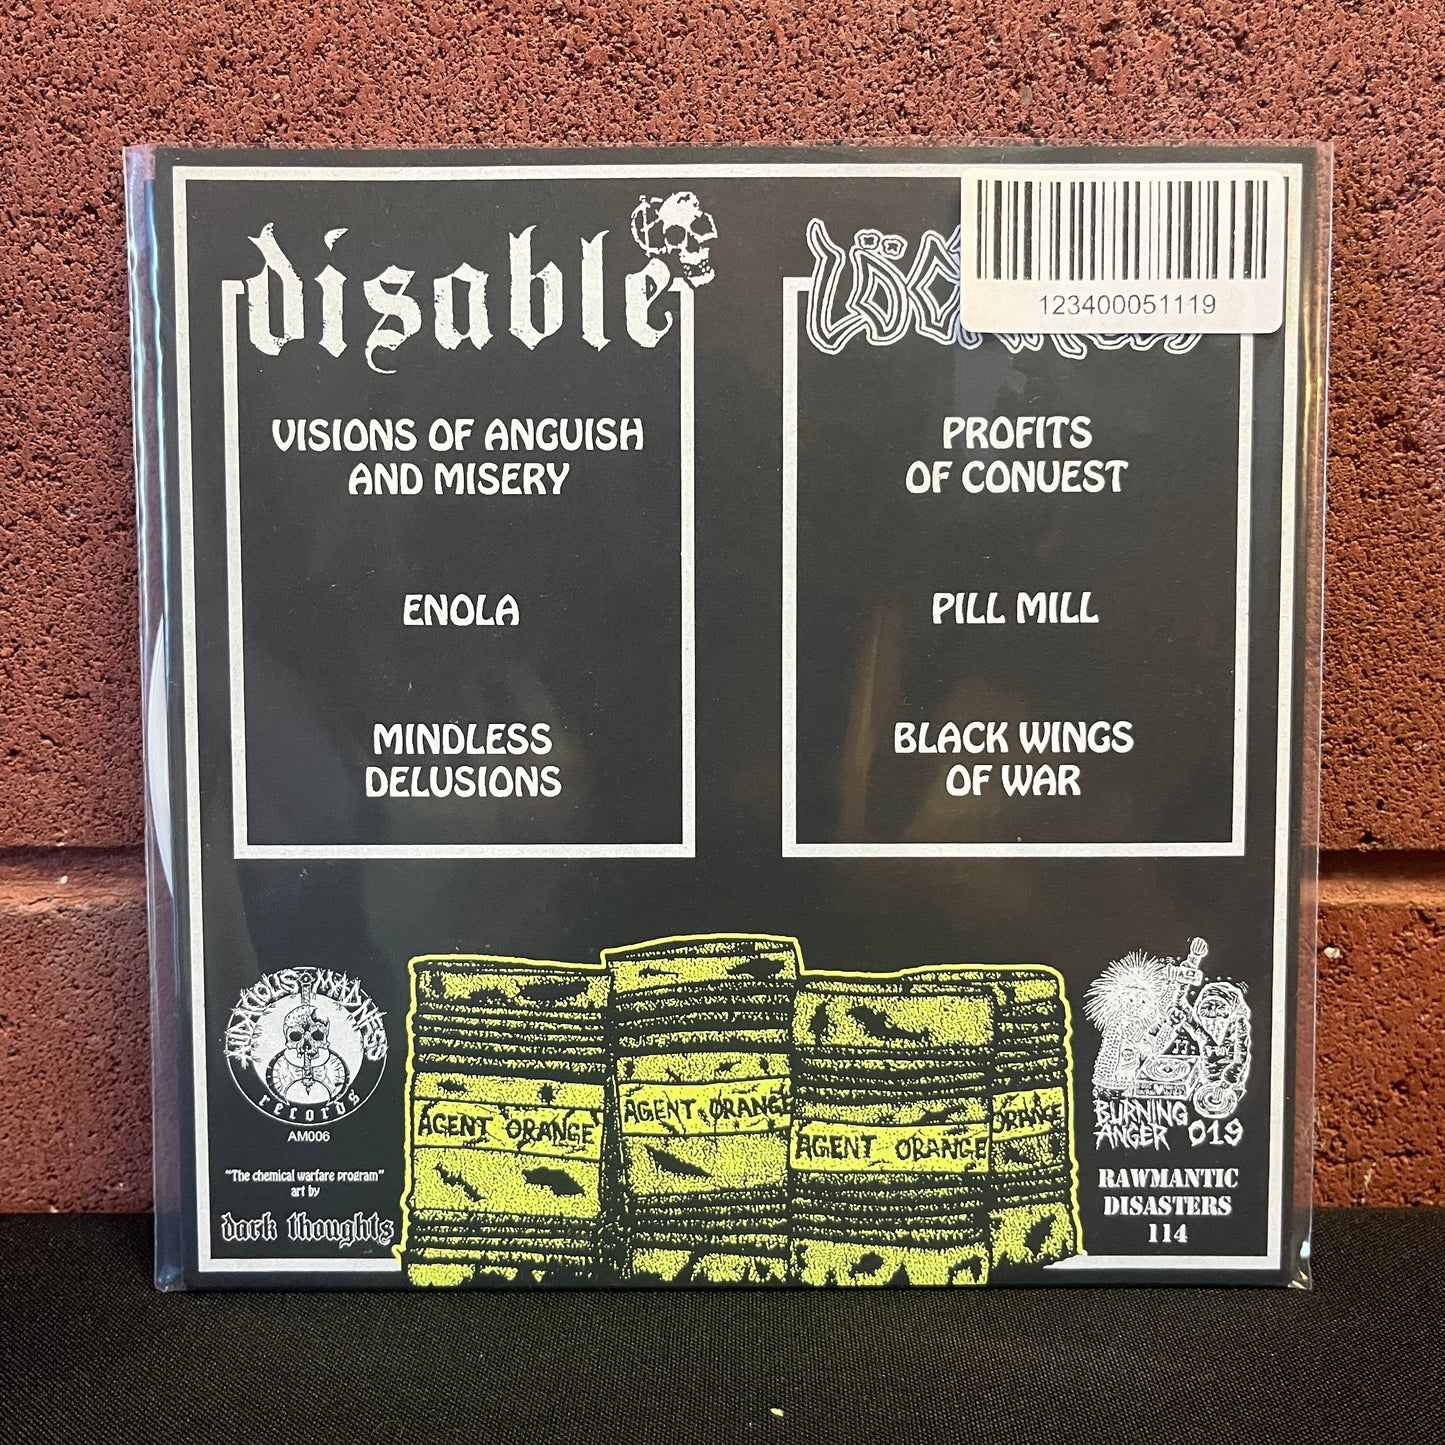 disable
123400051119
VISIONS OF ANGUISH
AND MISERY
ENOLA
MINDLESS
DELUSIONS
PROFITS
OF CONUEST
PILL MILL
BLACK WINGS
OF WAR
AGENT ORANGE
AGENT ORANGE
AGENT ORANGE
ORANGE
MADNESS
records
AM006
"The chemical warfare program"
art by
dark thoughts
BURNING
ANGER 019
RAWMANTIC
DISASTERS
114